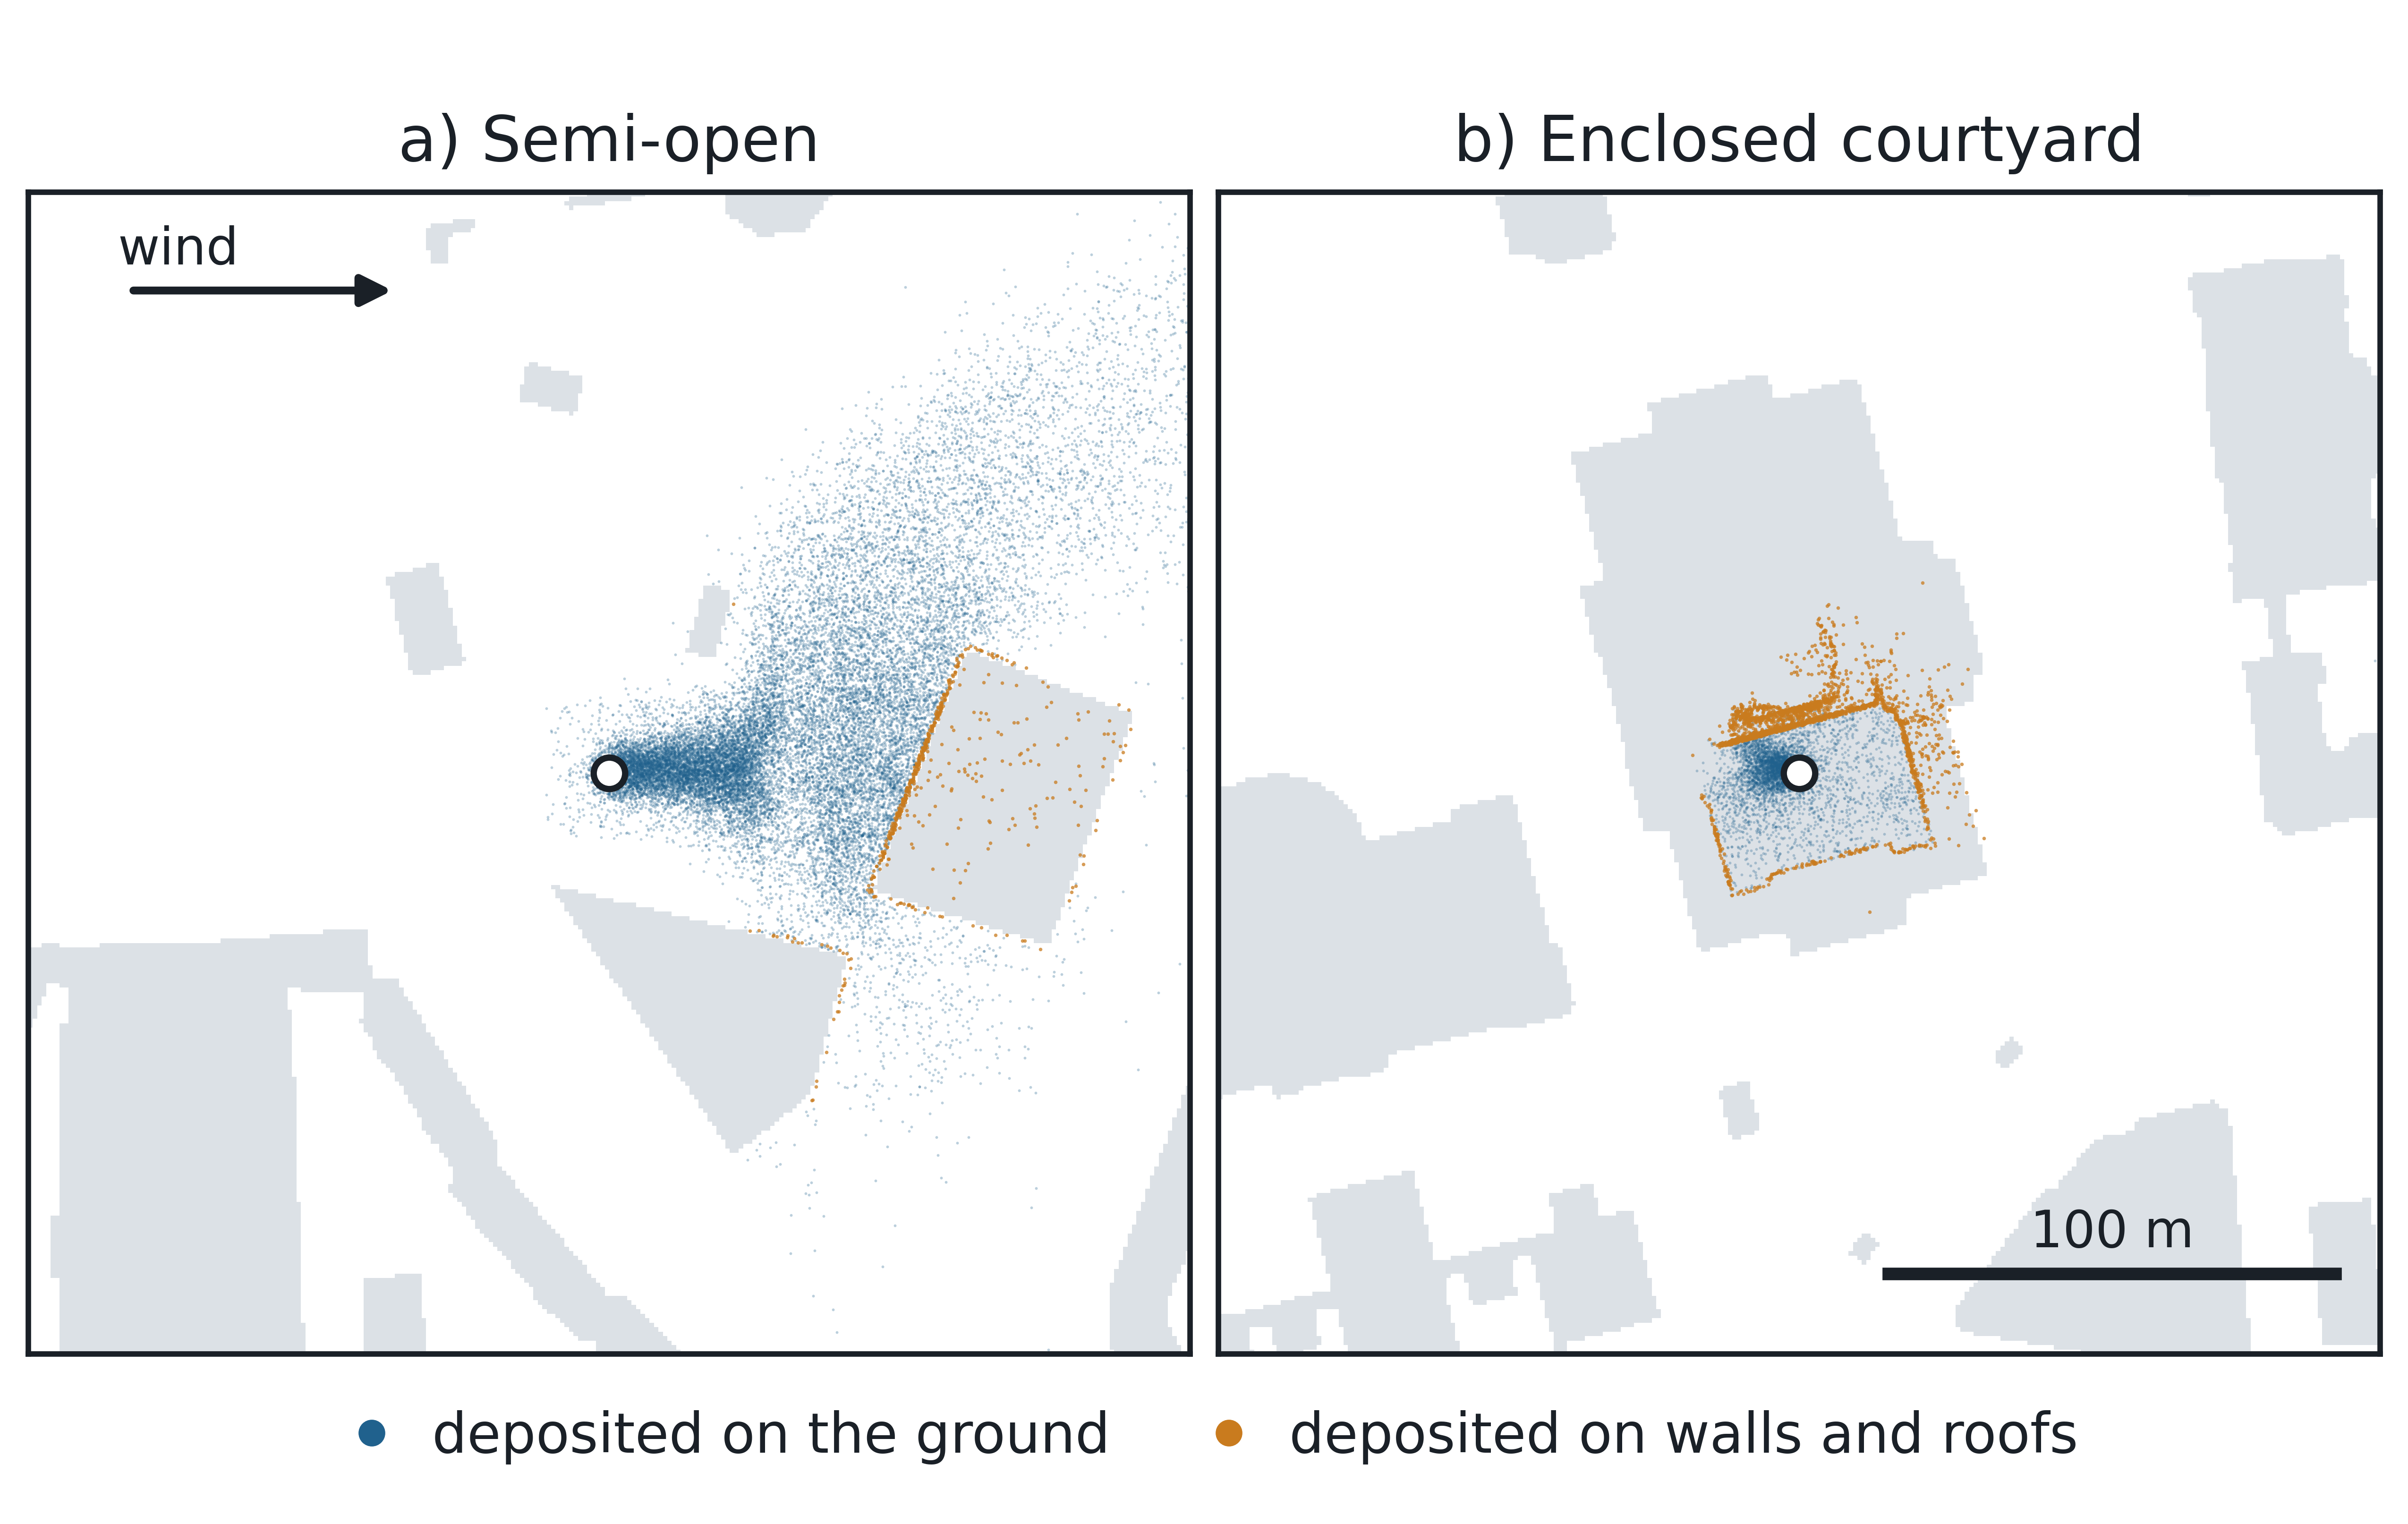 a) Semi-open
b) Enclosed courtyard
wind
100 m
deposited on the ground
deposited on walls and roofs